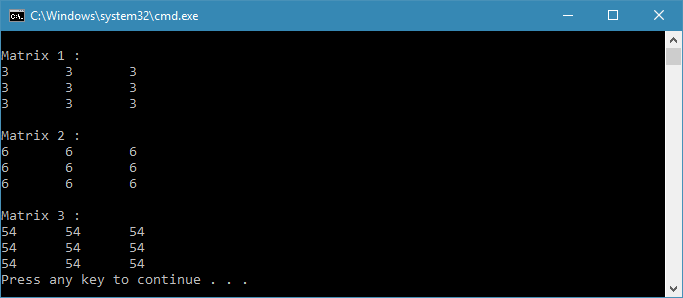 C:\Windows\system32\cmd.exe
Matrix 1 :
3 3 3
3 3 3
3 3 3
Matrix 2 :
6 6 6
6 6 6
6 6 6
Matrix 3 :
54 54 54
54 54 54
54 54 54
Press any key to continue . . .